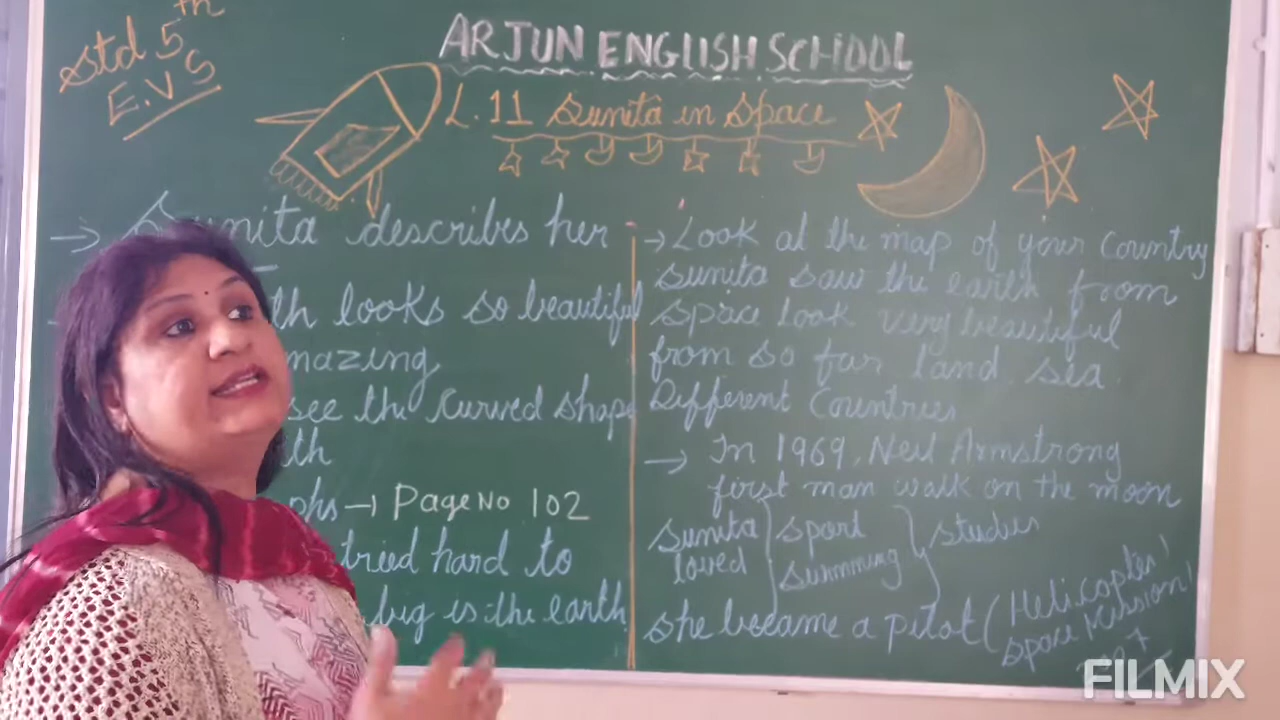 Std 5th
E.V.S
ARJUN ENGLISH SCHOOL
L.11 Sunita in Space
→ Sunita describes her
th looks so beautiful
mazing
see the curved shape
th
phs → Page No 102
tried hard to
big is the earth
→ Look at the map of your country
sunita saw the earth from
space look very beautiful
from so far land, sea
Different Countries
→ In 1969, Neil Armstrong
first man walk on the moon
sunita loved
sport
swimming
studies
she became a pilot (Helicopter/
space Mission/
FILMIX